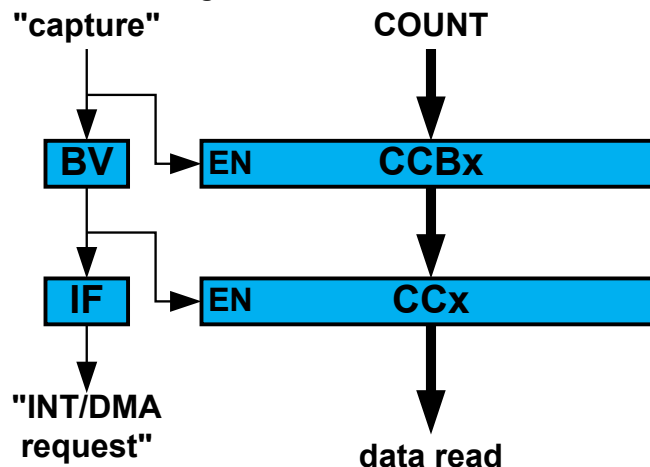 "capture"
COUNT
BV
EN
CCBx
IF
EN
CCx
"INT/DMA
request"
data read